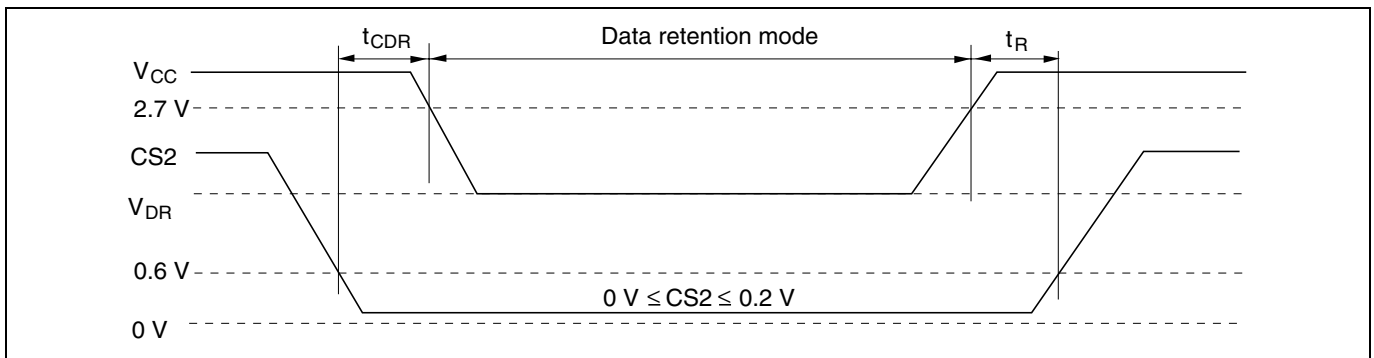 tCDR
Data retention mode
tR
VCC
2.7 V
CS2
VDR
0.6 V
0 V ≤ CS2 ≤ 0.2 V
0 V